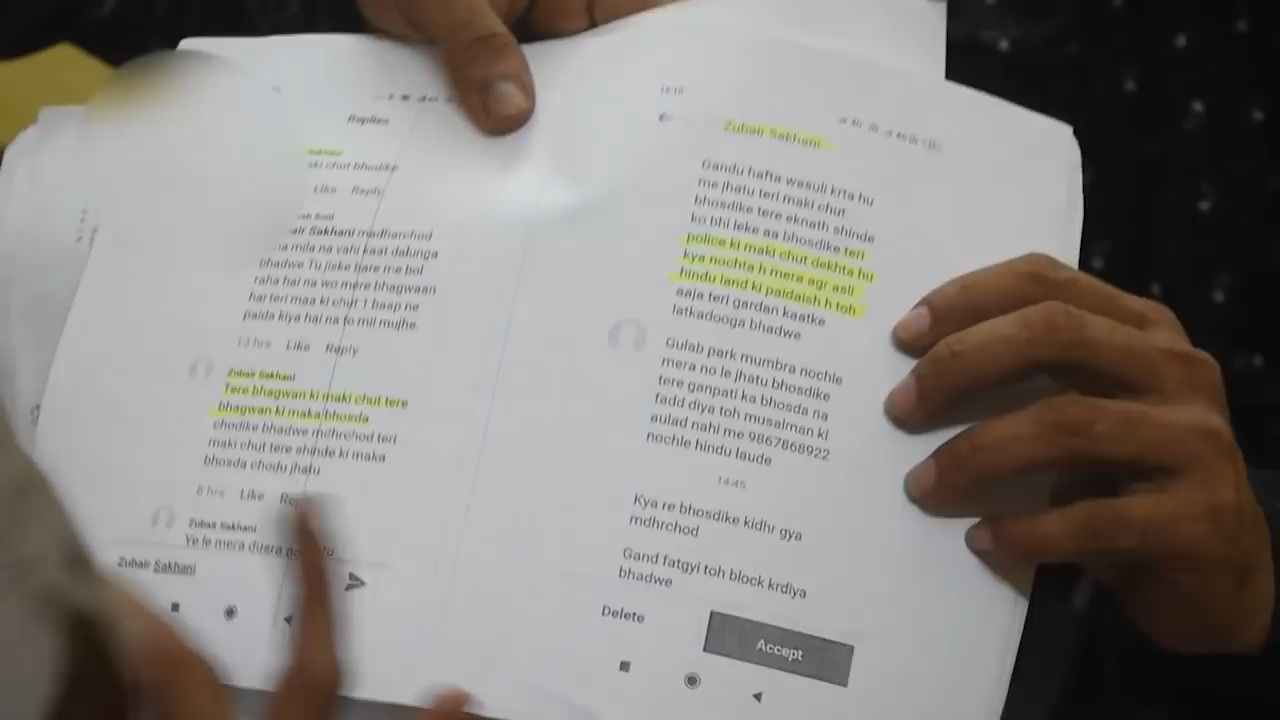 Replies
Like Reply
Sakhani madharchod
mila na vahi kaat dalunga
bhadwe Tu jiske bare me bol
raha hai na wo mere bhagwaan
hai teri maa ki chut 1 baap ne
paida kiya hai na to mil mujhe.
13 hrs Like Reply
Zubair Sakhani
Tere bhagwan ki maki chut tere
bhagwan ki maka bhosda
chodike bhadwe mdhrchod teri
maki chut tere shinde ki maka
bhosda chodu jhatu
8 hrs Like
Zubair Sakhani
Ye le mera dusra
Zubair Sakhani
Zubair Sakhani
Gandu hafta wasuli krta hu
me jhatu teri maki chut
bhosdike tere eknath shinde
ko bhi leke aa bhosdike teri
police ki maki chut dekhta hu
kya nochta h mera agr asli
hindu land ki paidaish h toh
aaja teri gardan kaatke
latkadooga bhadwe
Gulab park mumbra nochle
mera no le jhatu bhosdike
tere ganpati ka bhosda na
fadd diya toh musalman ki
aulad nahi me 9867868922
nochle hindu laude
14:45
Kya re bhosdike kidhr gya
mdhrchod
Gand fatgyi toh block krdiya
bhadwe
Delete Accept